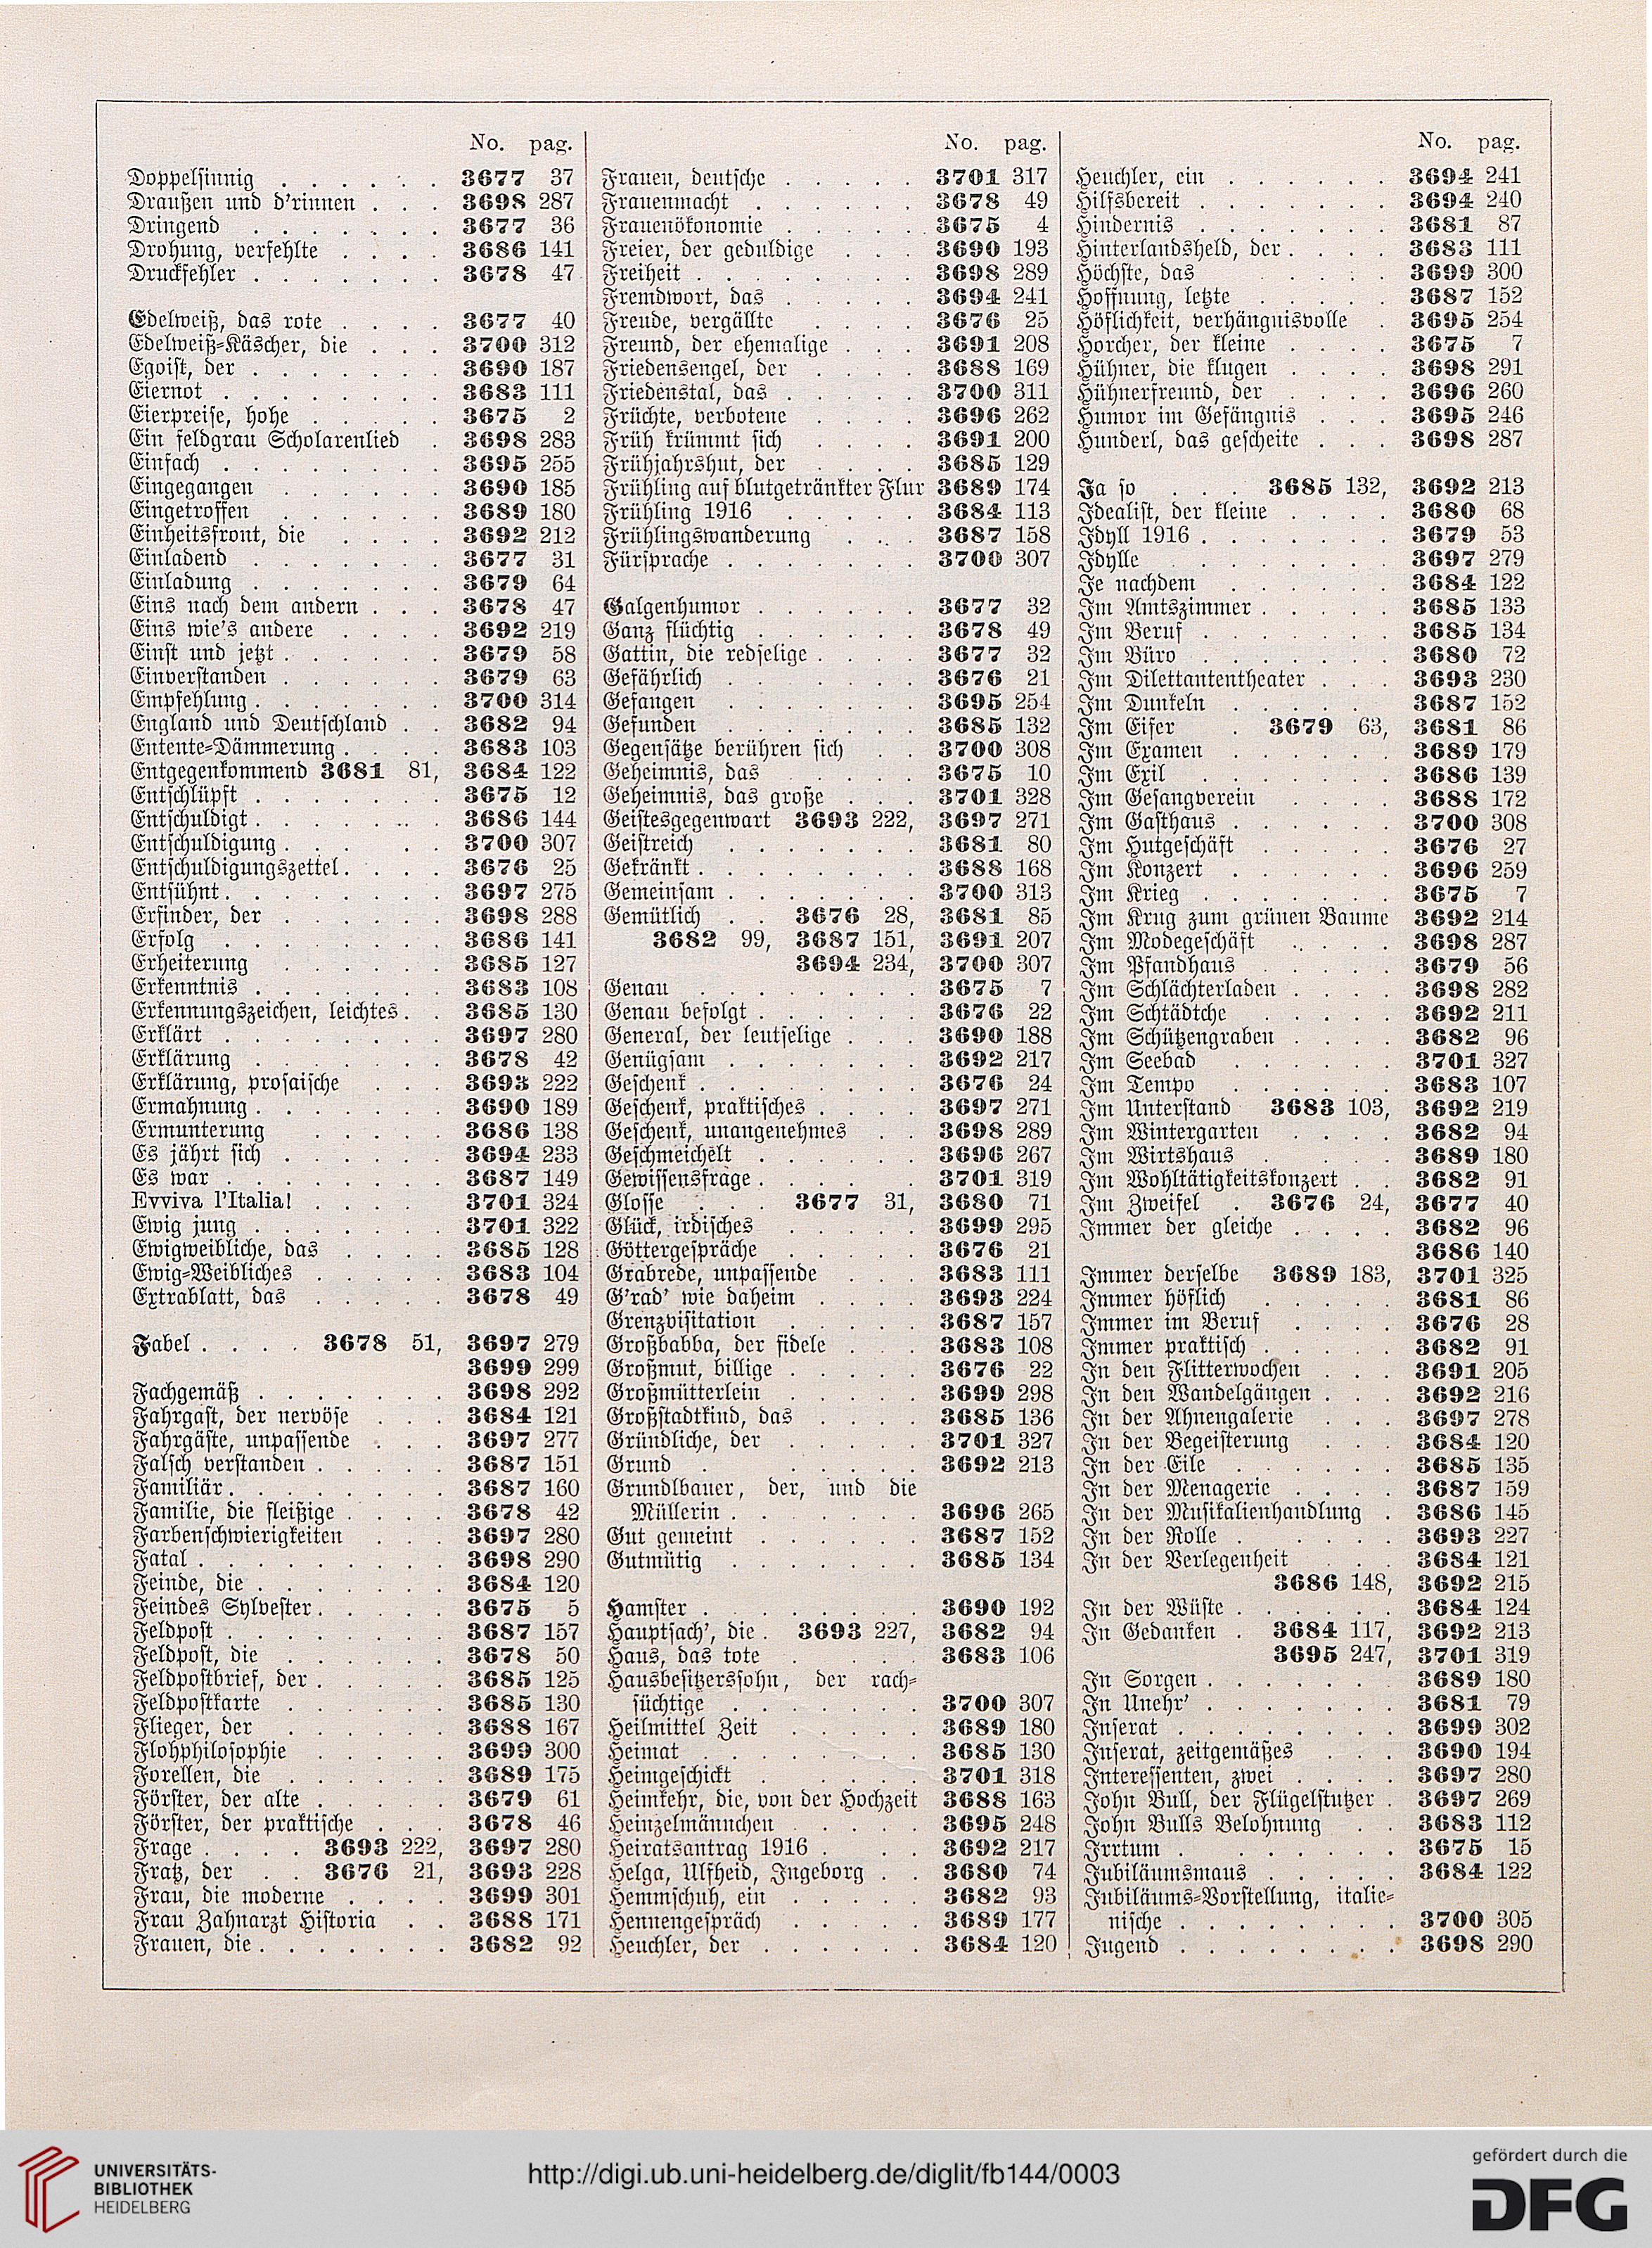 No. pag.
Doppelsinnig . . . . . . 3677 37
Draußen und d'rinnen . . . 3698 287
Dringend . . . . . . . 3677 36
Drohung, verfehlte . . . . 3686 141
Druckfehler . . . . . . . 3678 47
Edelweiß, das rote . . . . 3677 40
Edelweiß-Käscher, die . . . 3700 312
Egoist, der . . . . . . . 3690 187
Eiernot . . . . . . . . 3683 111
Eierpreise, hohe . . . . . 3675 2
Ein feldgrau Scholarenlied . 3698 283
Einfach . . . . . . . . 3695 255
Eingegangen . . . . . . 3690 185
Eingetroffen . . . . . . 3689 180
Einheitsfront, die . . . . 3692 212
Einladend . . . . . . . 3677 31
Einladung . . . . . . . 3679 64
Eins nach dem andern . . . 3678 47
Eins wie's andere . . . . 3692 219
Einst und jetzt . . . . . . 3679 58
Einverstanden . . . . . . 3679 63
Empfehlung . . . . . . . 3700 314
England und Deutschland . . 3682 94
Entente-Dämmerung . . . . 3683 103
Entgegenkommend 3681 81, 3684 122
Entschlüpft . . . . . . . 3675 12
Entschuldigt . . . . . . . 3686 144
Entschuldigung . . . . . . 3700 307
Entschuldigungszettel . . . . 3676 25
Entsühnt . . . . . . . . 3697 275
Erfinder, der . . . . . . 3698 288
Erfolg . . . . . . . . 3686 141
Erheiterung . . . . . . 3685 127
Erkenntnis . . . . . . . 3683 108
Erkennungszeichen, leichtes . . 3685 130
Erklärt . . . . . . . . 3697 280
Erklärung . . . . . . . 3678 42
Erklärung, prosaische . . . 3693 222
Ermahnung . . . . . . . 3690 189
Ermunterung . . . . . 3686 138
Es jährt sich . . . . . . 3694 233
Es war . . . . . . . . 3687 149
Evviva l'Italia! . . . . 3701 324
Ewig jung . . . . . . . 3701 322
Ewigweibliche, das . . . . 3685 128
Ewig-Weibliches . . . . . 3683 104
Extrablatt, das . . . . . 3678 49
Fabel . . . . 3678 51, 3697 279
3699 299
Fachgemäß . . . . . . . 3698 292
Fahrgast, der nervöse . . . 3684 121
Fahrgäste, unpassende . . . 3697 277
Falsch verstanden . . . . . 3687 151
Familiär . . . . . . . . 3687 160
Familie, die fleißige . . . . 3678 42
Farbenschwierigkeiten . . . 3697 280
Fatal . . . . . . . . . 3698 290
Feinde, die . . . . . . . 3684 120
Feindes Sylvester . . . . . 3675 5
Feldpost . . . . . . . . 3687 157
Feldpost, die . . . . . . 3678 50
Feldpostbrief, der . . . . . 3685 125
Feldpostkarte . . . . . . 3685 130
Flieger, der . . . . . . 3688 167
Flohphilosophie . . . . . 3699 300
Forellen, die . . . . . . 3689 175
Förster, der alte . . . . . 3679 61
Förster, der praktische . . . 3678 46
Frage . . . . 3693 222, 3697 280
Fratz, der . . 3676 21, 3693 228
Frau, die moderne . . . . 3699 301
Frau Zahnarzt Historia . . 3688 171
Frauen, die . . . . . . . 3682 92
No. pag.
Frauen, deutsche . . . . . 3701 317
Frauenmacht . . . . . . 3678 49
Frauenökonomie . . . . . 3675 4
Freier, der geduldige . . . 3690 193
Freiheit . . . . . . . . 3698 289
Fremdwort, das . . . . . 3694 241
Freude, vergällte . . . . 3676 25
Freund, der ehemalige . . . 3691 208
Friedensengel, der . . . . 3688 169
Friedenstal, das . . . . . 3700 311
Früchte, verbotene . . . . 3696 262
Früh krümmt sich . . . . 3691 200
Frühjahrshut, der . . . . 3685 129
Frühling auf blutgetränkter Flur 3689 174
Frühling 1916 . . . . . 3684 113
Frühlingswanderung . . . 3687 158
Fürsprache . . . . . . . 3700 307
Galgenhumor . . . . . . 3677 32
Ganz flüchtig . . . . . . 3678 49
Gattin, die redselige . . . . 3677 32
Gefährlich . . . . . . . 3676 21
Gefangen . . . . . . . 3695 254
Gefunden . . . . . . . 3685 132
Gegensätze berühren sich . . 3700 308
Geheimnis, das . . . . . 3675 10
Geheimnis, das große . . . 3701 328
Geistesgegenwart 3693 222, 3697 271
Geistreich . . . . . . . 3681 80
Gekränkt . . . . . . . . 3688 168
Gemeinsam . . . . . . . 3700 313
Gemütlich . . 3676 28, 3681 85
3682 99, 3687 151, 3691 207
3694 234, 3700 307
Genau . . . . . . . . 3675 7
Genau befolgt . . . . . . 3676 22
General, der leutselige . . . 3690 188
Genügsam . . . . . . . 3692 217
Geschenk . . . . . . . . 3676 24
Geschenk, praktisches . . . . 3697 271
Geschenk, unangenehmes . . 3698 289
Geschmeichelt . . . . . . 3696 267
Gewissensfrage . . . . . . 3701 319
Glosse . . . 3677 31, 3680 71
Glück, irdisches . . . . . 3699 295
Göttergespräche . . . . . 3676 21
Grabrede, unpassende . . . 3683 111
G'rad' wie daheim . . . . 3693 224
Grenzvisitation . . . . . 3687 157
Großbabba, der fidele . . . 3683 108
Großmut, billige . . . . . 3676 22
Großmütterlein . . . . . 3699 298
Großstadtkind, das . . . . 3685 136
Gründliche, der . . . . . 3701 327
Grund . . . . . . . . 3692 213
Grundlbauer, der, und die
Müllerin . . . . . . . 3696 265
Gut gemeint . . . . . . 3687 152
Gutmütig . . . . . . . 3685 134
Hamster . . . . . . . . 3690 192
Hauptsach', die . 3693 227, 3682 94
Haus, das tote . . . . . 3683 106
Hausbesitzerssohn, der rach-
süchtige . . . . . . . 3700 307
Heilmittel Zeit . . . . . 3689 180
Heimat . . . . . . . . 3685 130
Heimgeschickt . . . . . . 3701 318
Heimkehr, die, von der Hochzeit 3688 163
Heinzelmännchen . . . . . 3695 248
Heiratsantrag 1916 . . . . 3692 217
Helga, Ulfheid, Ingeborg . . 3680 74
Hemmschuh, ein . . . . . 3682 93
Hennengespräch . . . . . 3689 177
Heuchler, der . . . . . . 3684 120
No. pag.
Heuchler, ein . . . . . . 3694 241
Hilfsbereit . . . . . . . 3694 240
Hindernis . . . . . . . 3681 87
Hinterlandsheld, der . . . . 3683 111
Höchste, das . . . . . . 3699 300
Hoffnung, letzte . . . . . 3687 152
Höflichkeit, verhängnisvolle . 3695 254
Horcher, der kleine . . . . 3675 7
Hühner, die klugen . . . . 3698 291
Hühnerfreund, der . . . . 3696 260
Humor im Gefängnis . . . 3695 246
Hunderl, das gescheite . . . 3698 287
Ja so . . . 3685 132, 3692 213
Idealist, der kleine . . . . 3680 68
Idyll 1916 . . . . . . . 3679 53
Idylle . . . . . . . . 3697 279
Je nachdem . . . . . . 3684 122
Im Amtszimmer . . . . . 3685 133
Im Beruf . . . . . . . 3685 134
Im Büro . . . . . . . 3680 72
Im Dilettantentheater . . . 3693 230
Im Dunkeln . . . . . . 3687 152
Im Eifer . 3679 63, 3681 86
Im Examen . . . . . . 3689 179
Im Exil . . . . . . . 3686 139
Im Gesangverein . . . . 3688 172
Im Gasthaus . . . . . . 3700 308
Im Hutgeschäft . . . . . 3676 27
Im Konzert . . . . . . 3696 259
Im Krieg . . . . . . . 3675 7
Im Krug zum grünen Baume 3692 214
Im Modegeschäft . . . . 3698 287
Im Pfandhaus . . . . . 3679 56
Im Schlächterladen . . . . 3698 282
Im Schtädtche . . . . . 3692 211
Im Schützengraben . . . . 3682 96
Im Seebad . . . . . . 3701 327
Im Tempo . . . . . . 3683 107
Im Unterstand 3683 103, 3692 219
Im Wintergarten . . . . 3682 94
Im Wirtshaus . . . . . 3689 180
Im Wohltätigkeitskonzert . . 3682 91
Im Zweifel . 3676 24, 3677 40
Immer der gleiche . . . . 3682 96
3686 140
Immer derselbe 3689 183, 3701 325
Immer höflich . . . . . 3681 86
Immer im Beruf . . . . 3676 28
Immer praktisch . . . . . 3682 91
In den Flitterwochen . . . 3691 205
In den Wandelgängen . . . 3692 216
In der Ahnengalerie . . . 3697 278
In der Begeisterung . . . 3684 120
In der Eile . . . . . . 3685 135
In der Menagerie . . . . 3687 159
In der Musikalienhandlung . 3686 145
In der Rolle . . . . . . 3693 227
In der Verlegenheit . . . 3684 121
3686 148, 3692 215
In der Wüste . . . . . . 3684 124
In Gedanken . 3684 117, 3692 213
3695 247, 3701 319
In Sorgen . . . . . . . 3689 180
In Unehr' . . . . . . . 3681 79
Inserat . . . . . . . . 3699 302
Inserat, zeitgemäßes . . . 3690 194
Interessenten, zwei . . . . 3697 280
John Bull, der Flügelstutzer . 3697 269
John Bulls Belohnung . . 3683 112
Irrtum . . . . . . . . 3675 15
Jubiläumsmaus . . . . . 3684 122
Jubiläums-Vorstellung, italie-
nische . . . . . . . . 3700 305
Jugend . . . . . . . . 3698 290
UNIVERSITÄTS-
BIBLIOTHEK
HEIDELBERG
http://digi.ub.uni-heidelberg.de/diglit/fb144/0003
gefördert durch die
DFG